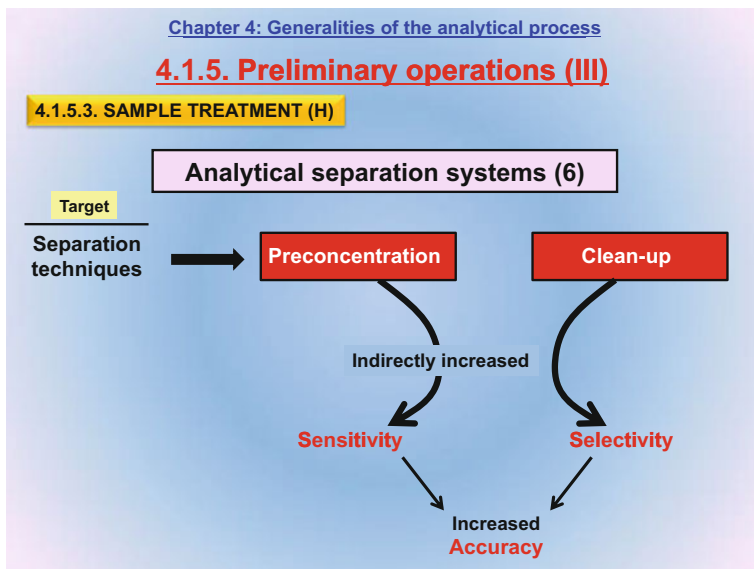 Chapter 4: Generalities of the analytical process
4.1.5. Preliminary operations (III)
4.1.5.3. SAMPLE TREATMENT (H)
Analytical separation systems (6)
Target
Separation
techniques
Preconcentration
Clean-up
Indirectly increased
Sensitivity
Selectivity
Increased
Accuracy